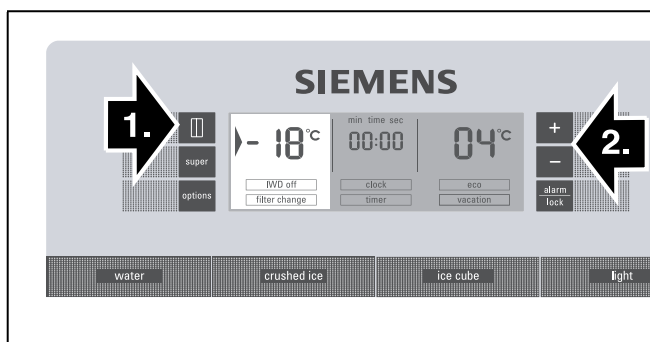 SIEMENS
1.
super
options
- 18°C
IWD off
filter change
min time sec
00:00
clock
timer
04°C
eco
vacation
+
−
alarm
lock
2.
water
crushed ice
ice cube
light